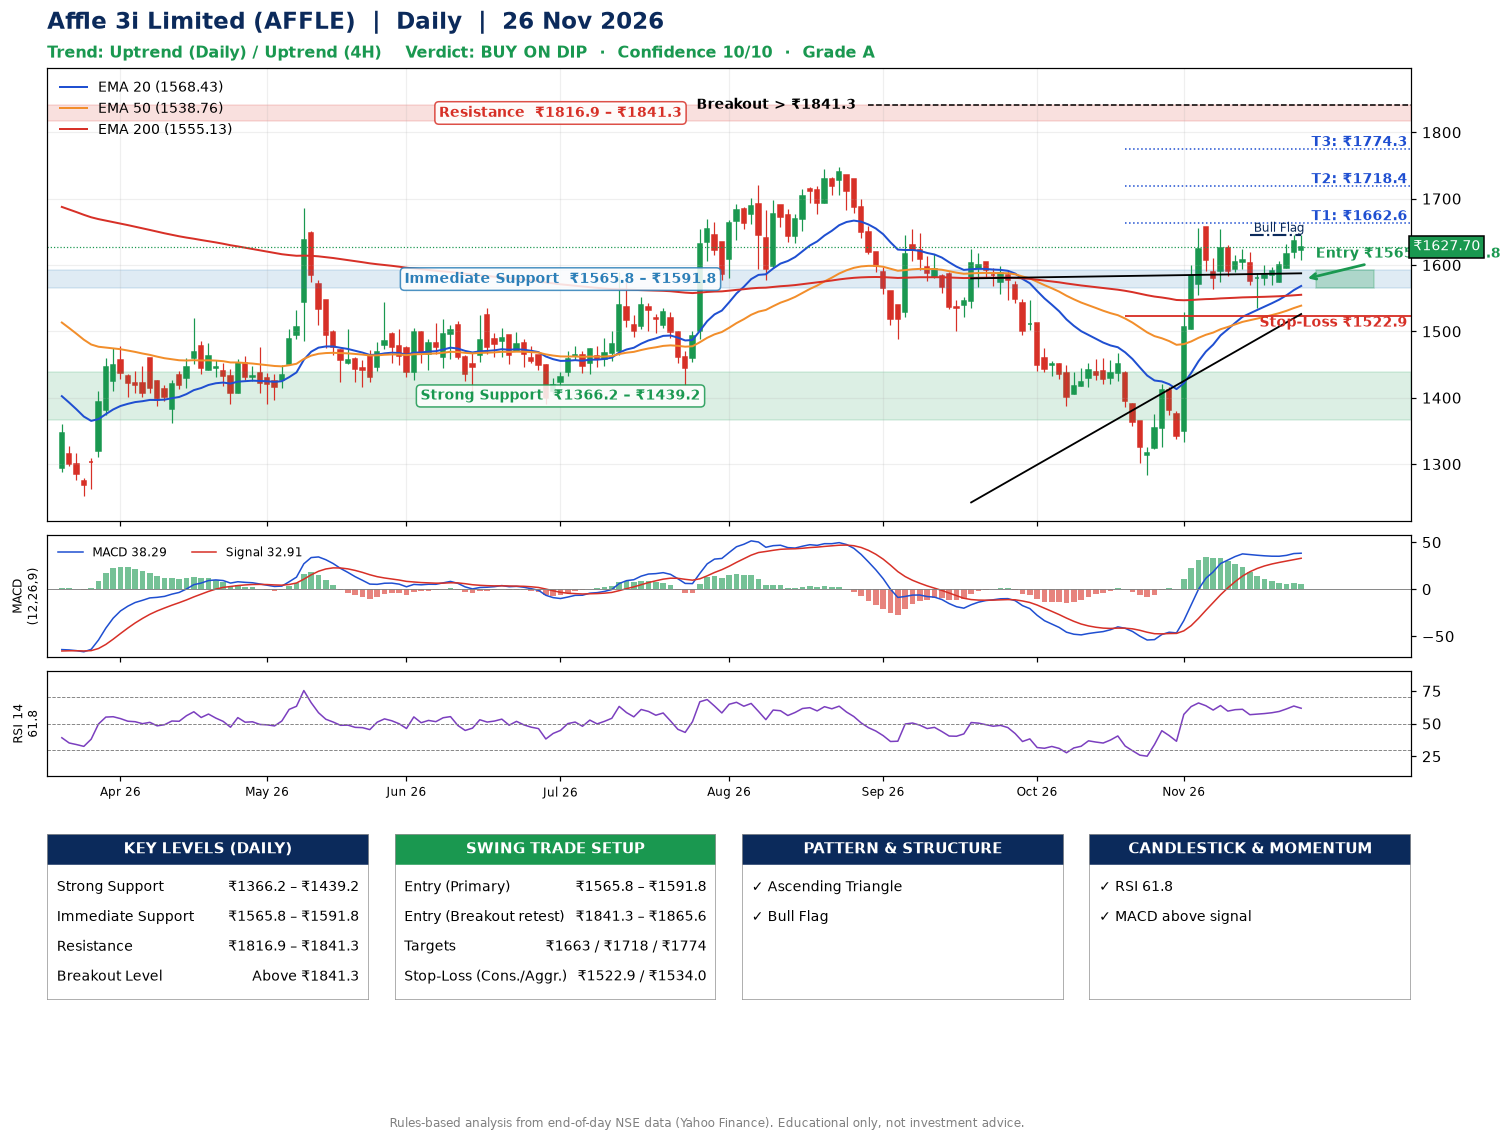 Affle 3i Limited (AFFLE)  |  Daily  |  26 Nov 2026
Trend: Uptrend (Daily) / Uptrend (4H)    Verdict: BUY ON DIP  ·  Confidence 10/10  ·  Grade A
EMA 20 (1568.43)
EMA 50 (1538.76)
EMA 200 (1555.13)
Resistance  ₹1816.9 – ₹1841.3
Breakout > ₹1841.3
T3: ₹1774.3
T2: ₹1718.4
T1: ₹1662.6
Bull Flag
₹1627.70
Entry ₹1565
.8
Immediate Support  ₹1565.8 – ₹1591.8
Stop-Loss ₹1522.9
Strong Support  ₹1366.2 – ₹1439.2
1800
1700
1600
1500
1400
1300
MACD 38.29
Signal 32.91
MACD
(12,26,9)
50
0
−50
RSI 14
61.8
75
50
25
Apr 26
May 26
Jun 26
Jul 26
Aug 26
Sep 26
Oct 26
Nov 26
KEY LEVELS (DAILY)
Strong Support ₹1366.2 – ₹1439.2
Immediate Support ₹1565.8 – ₹1591.8
Resistance ₹1816.9 – ₹1841.3
Breakout Level Above ₹1841.3
SWING TRADE SETUP
Entry (Primary) ₹1565.8 – ₹1591.8
Entry (Breakout retest) ₹1841.3 – ₹1865.6
Targets ₹1663 / ₹1718 / ₹1774
Stop-Loss (Cons./Aggr.) ₹1522.9 / ₹1534.0
PATTERN & STRUCTURE
✓ Ascending Triangle
✓ Bull Flag
CANDLESTICK & MOMENTUM
✓ RSI 61.8
✓ MACD above signal
Rules-based analysis from end-of-day NSE data (Yahoo Finance). Educational only, not investment advice.